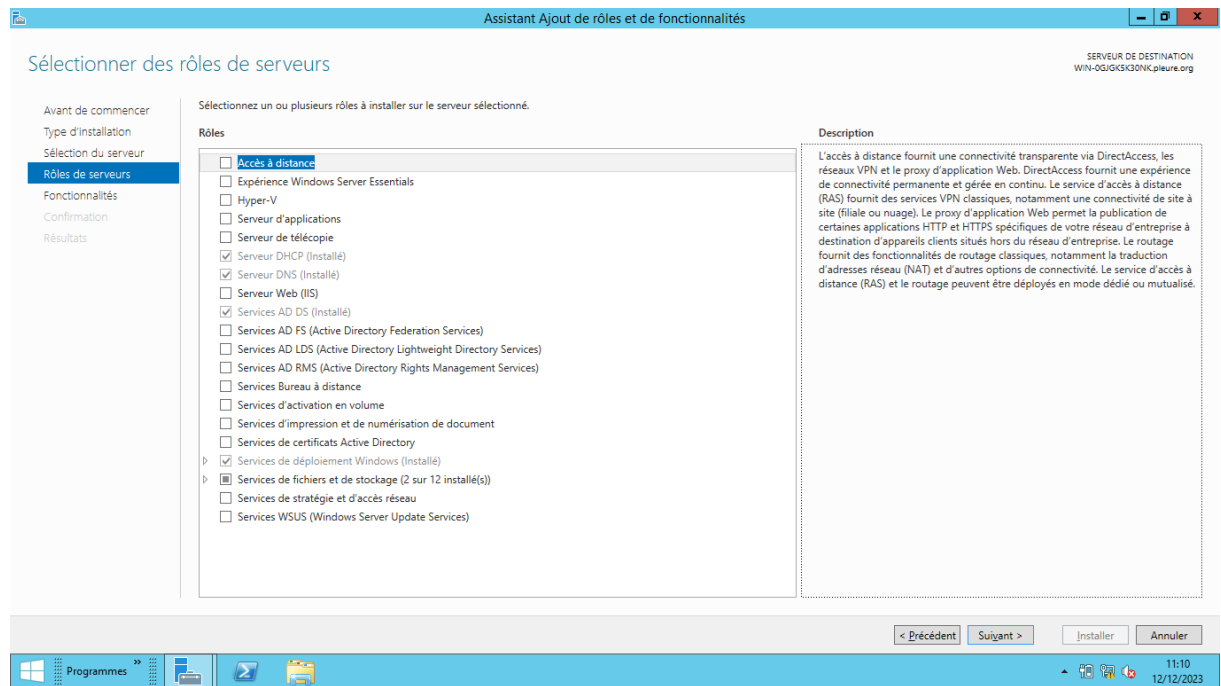 Assistant Ajout de rôles et de fonctionnalités
Sélectionner des rôles de serveurs
SERVEUR DE DESTINATION
WIN-0GJGK5K30NK.pleure.org
Avant de commencer
Type d'installation
Sélection du serveur
Rôles de serveurs
Fonctionnalités
Confirmation
Résultats
Sélectionnez un ou plusieurs rôles à installer sur le serveur sélectionné.
Rôles
Accès à distance
Expérience Windows Server Essentials
Hyper-V
Serveur d'applications
Serveur de télécopie
Serveur DHCP (Installé)
Serveur DNS (Installé)
Serveur Web (IIS)
Services AD DS (Installé)
Services AD FS (Active Directory Federation Services)
Services AD LDS (Active Directory Lightweight Directory Services)
Services AD RMS (Active Directory Rights Management Services)
Services Bureau à distance
Services d'activation en volume
Services d'impression et de numérisation de document
Services de certificats Active Directory
Services de déploiement Windows (Installé)
Services de fichiers et de stockage (2 sur 12 installé(s))
Services de stratégie et d'accès réseau
Services WSUS (Windows Server Update Services)
Description
L'accès à distance fournit une connectivité transparente via DirectAccess, les
réseaux VPN et le proxy d'application Web. DirectAccess fournit une expérience
de connectivité permanente et gérée en continu. Le service d'accès à distance
(RAS) fournit des services VPN classiques, notamment une connectivité de site à
site (filiale ou nuage). Le proxy d'application Web permet la publication de
certaines applications HTTP et HTTPS spécifiques de votre réseau d'entreprise à
destination d'appareils clients situés hors du réseau d'entreprise. Le routage
fournit des fonctionnalités de routage classiques, notamment la traduction
d'adresses réseau (NAT) et d'autres options de connectivité. Le service d'accès à
distance (RAS) et le routage peuvent être déployés en mode dédié ou mutualisé.
< Précédent
Suivant >
Installer
Annuler
Programmes
11:10
12/12/2023